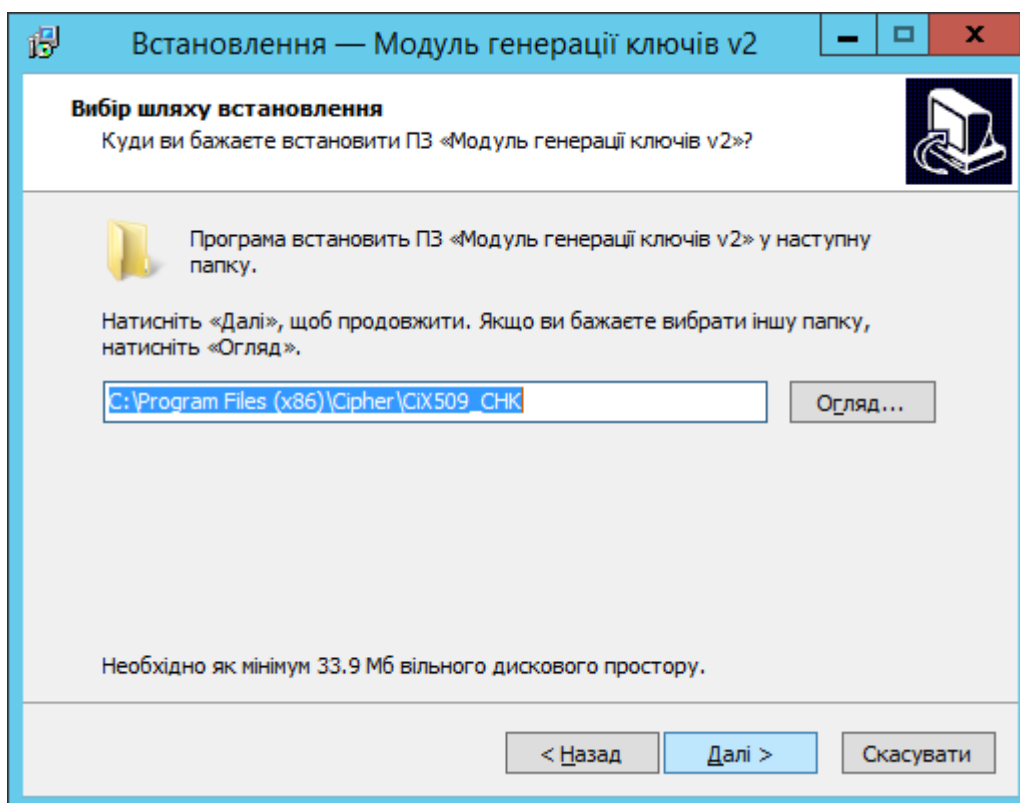 Встановлення — Модуль генерації ключів v2
Вибір шляху встановлення
Куди ви бажаєте встановити ПЗ «Модуль генерації ключів v2»?
Програма встановить ПЗ «Модуль генерації ключів v2» у наступну
папку.
Натисніть «Далі», щоб продовжити. Якщо ви бажаєте вибрати іншу папку,
натисніть «Огляд».
C:\Program Files (x86)\Cipher\CiX509_CHK
Огляд...
Необхідно як мінімум 33.9 Мб вільного дискового простору.
< Назад
Далі >
Скасувати